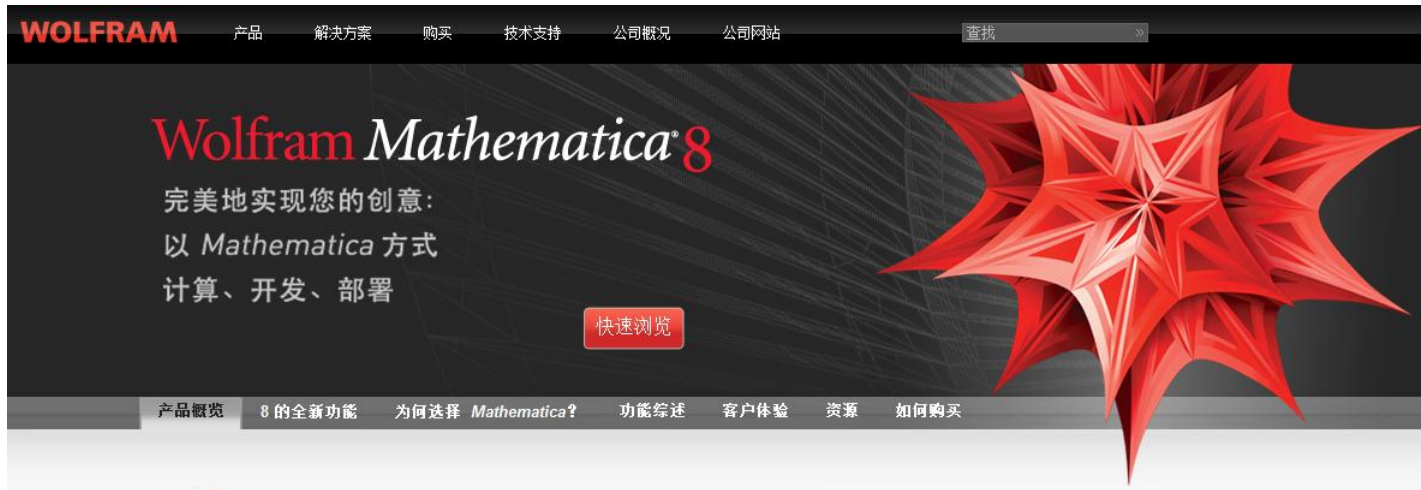 WOLFRAM 产品 解决方案 购买 技术支持 公司概况 公司网站 查找 »
Wolfram Mathematica® 8
完美地实现您的创意:
以 Mathematica 方式
计算、开发、部署
快速浏览
产品概览 8 的全新功能 为何选择 Mathematica? 功能综述 客户体验 资源 如何购买